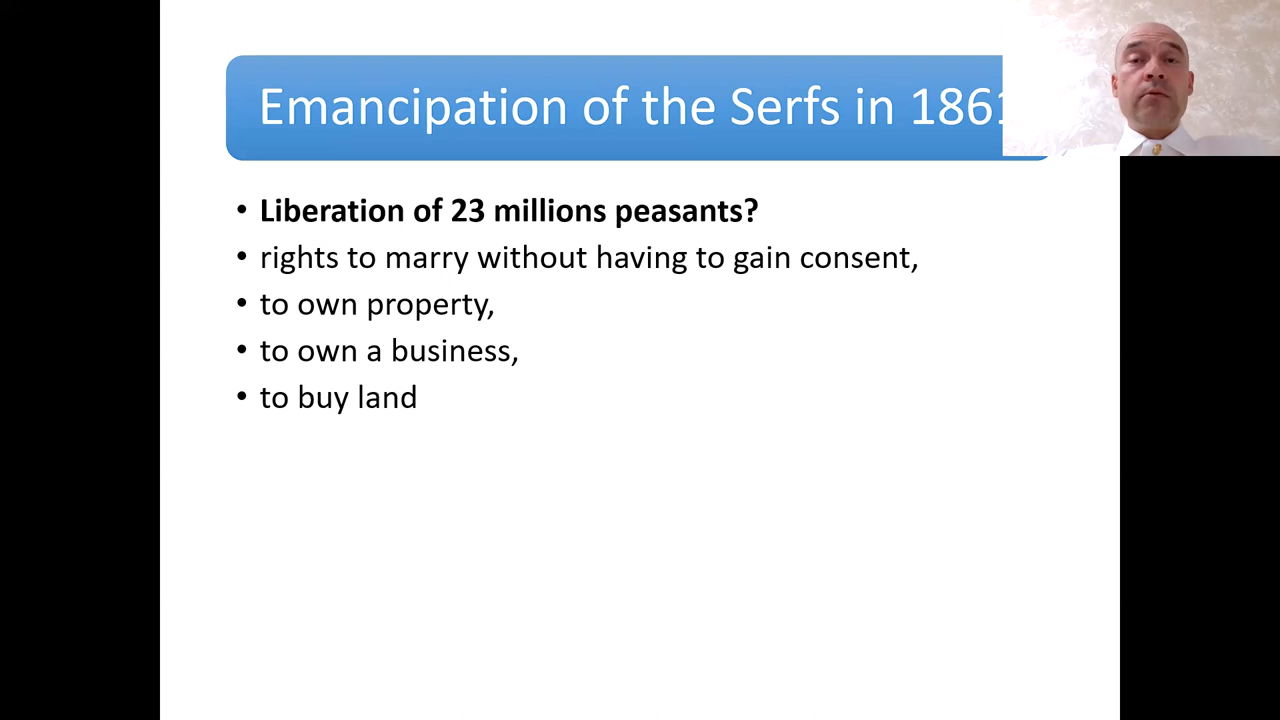 Emancipation of the Serfs in 1861
• Liberation of 23 millions peasants?
• rights to marry without having to gain consent,
• to own property,
• to own a business,
• to buy land